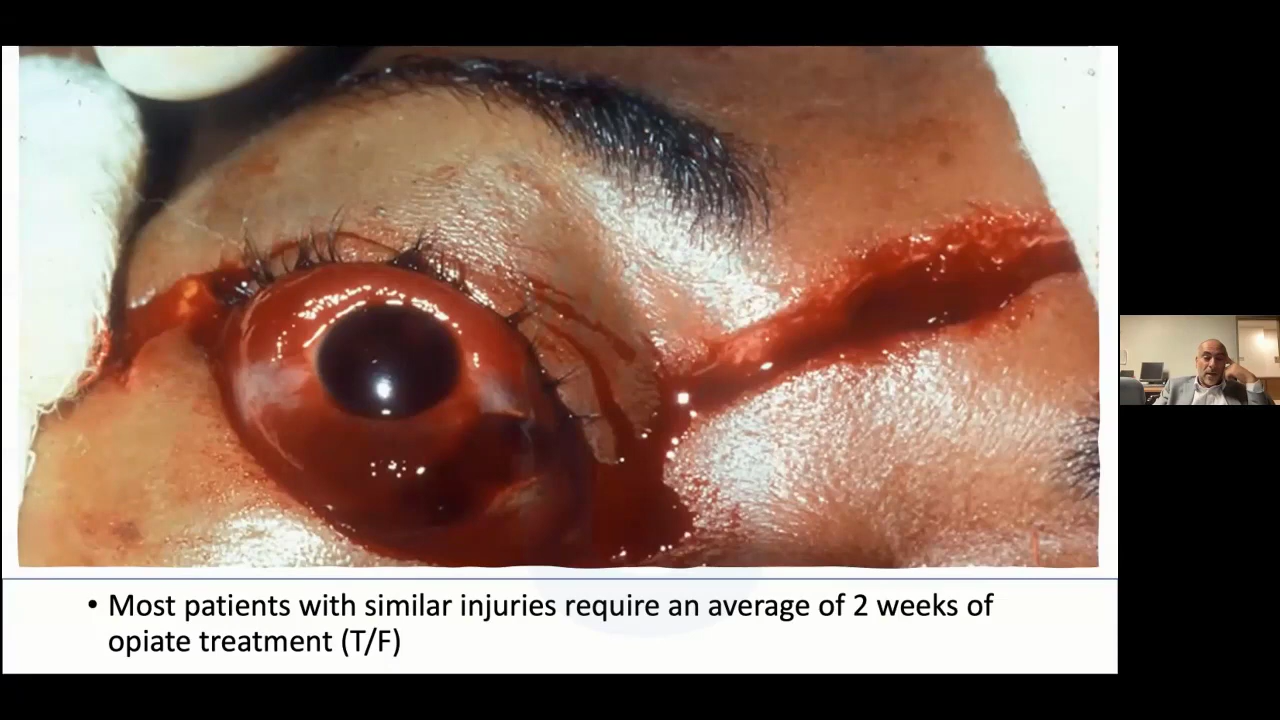 • Most patients with similar injuries require an average of 2 weeks of
opiate treatment (T/F)